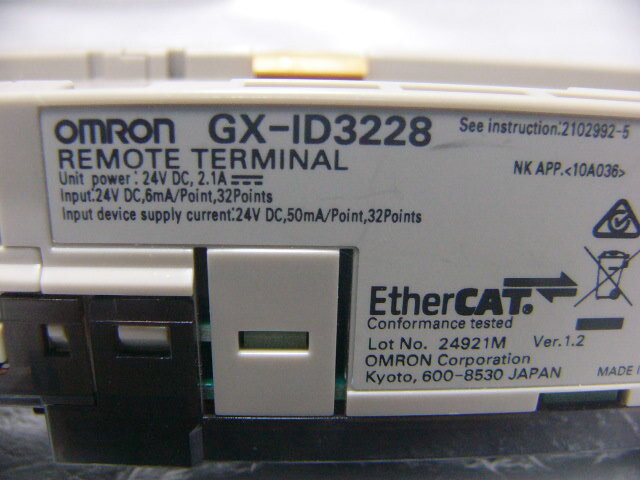 OMRON GX-ID3228 See instruction:2102992-5
REMOTE TERMINAL
NK APP.<10A036>
Unit power: 24V DC, 2.1A
Input:24V DC,6mA/Point,32Points
Input device supply current:24V DC,50mA/Point,32Points
EtherCAT®
Conformance tested
Lot No. 24921M Ver.1.2
OMRON Corporation
Kyoto, 600-8530 JAPAN MADE I